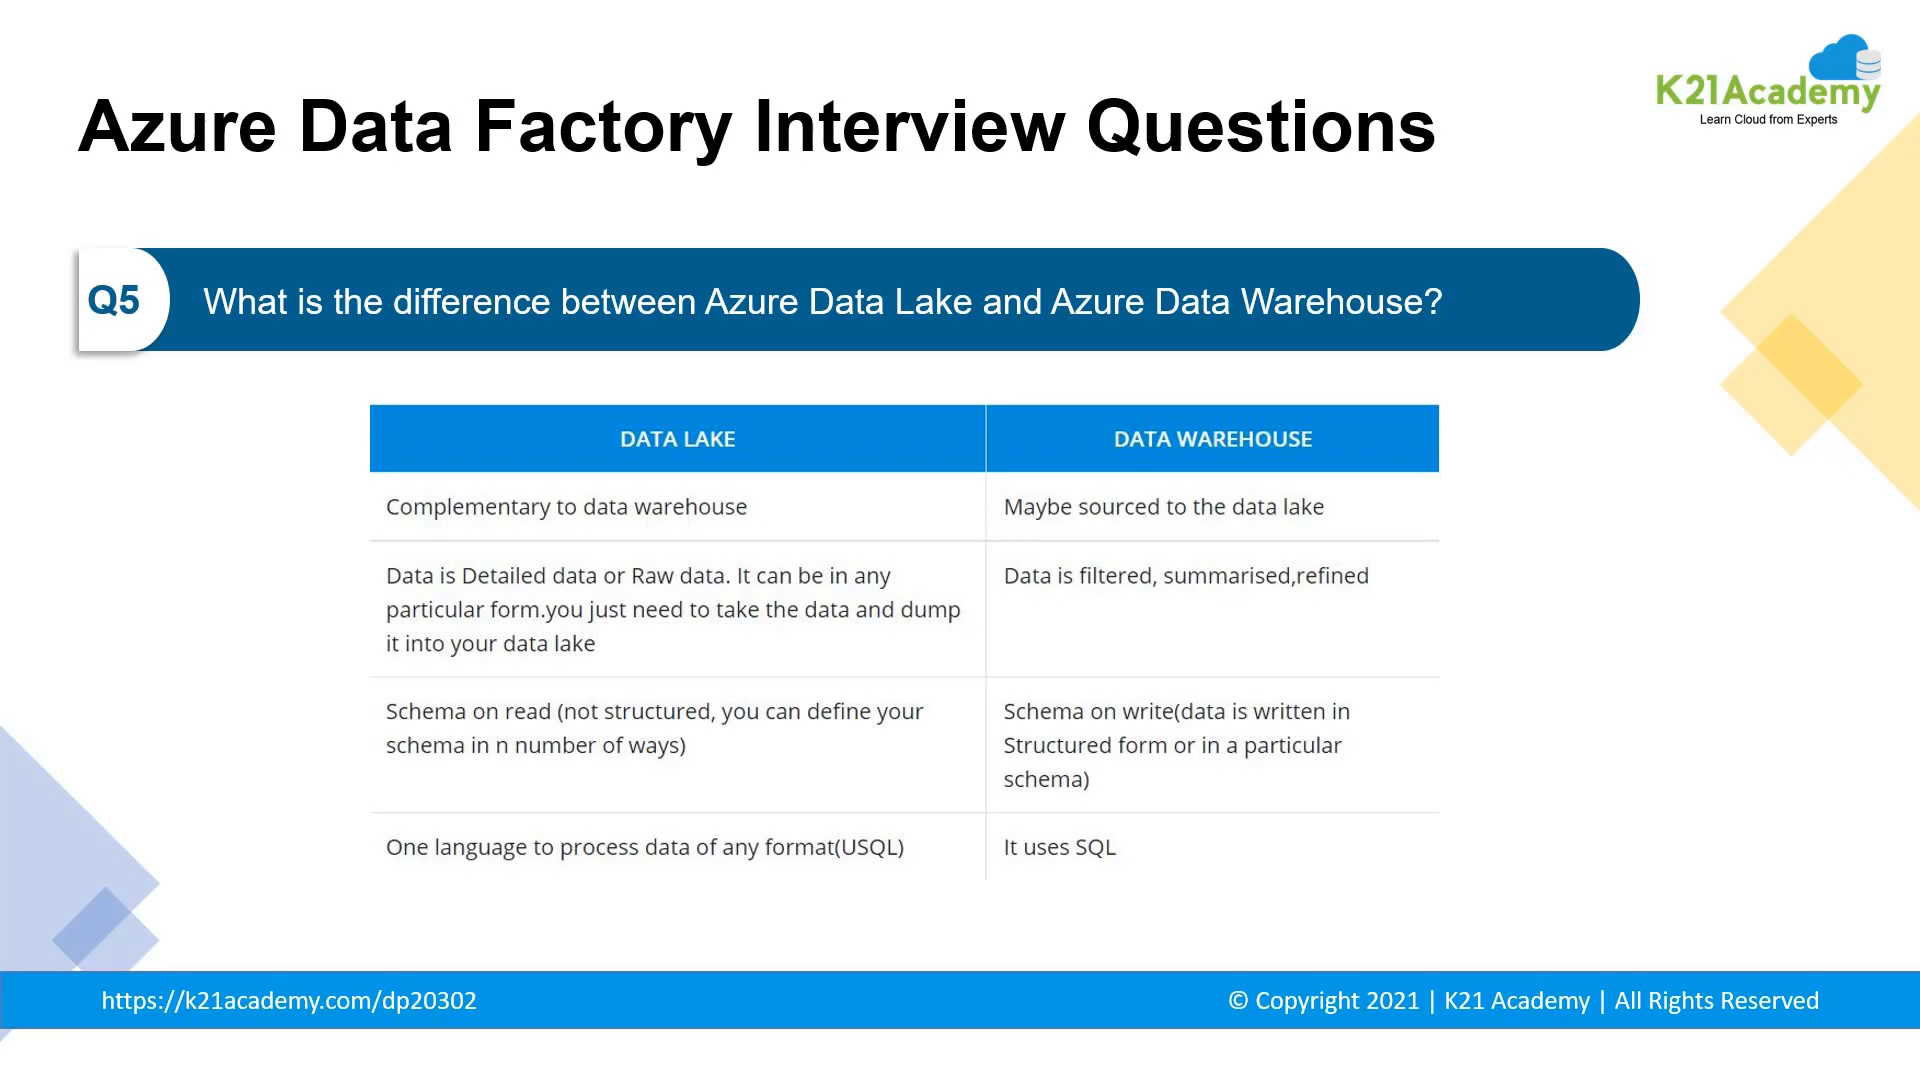 K21Academy
Learn Cloud from Experts
Azure Data Factory Interview Questions
Q5
What is the difference between Azure Data Lake and Azure Data Warehouse?
DATA LAKE
DATA WAREHOUSE
Complementary to data warehouse
Maybe sourced to the data lake
Data is Detailed data or Raw data. It can be in any
particular form.you just need to take the data and dump
it into your data lake
Data is filtered, summarised,refined
Schema on read (not structured, you can define your
schema in n number of ways)
Schema on write(data is written in
Structured form or in a particular
schema)
One language to process data of any format(USQL)
It uses SQL
https://k21academy.com/dp20302
© Copyright 2021 | K21 Academy | All Rights Reserved